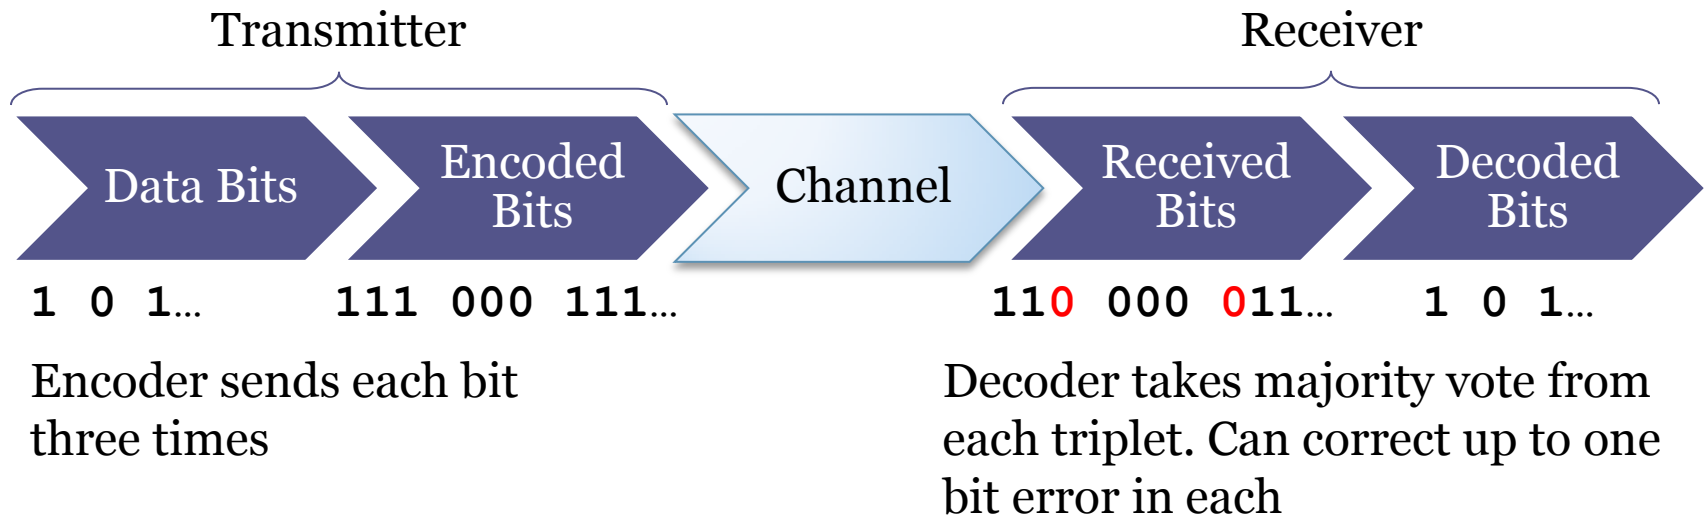 Transmitter
Receiver
Data Bits
Encoded
Bits
Channel
Received
Bits
Decoded
Bits
1 0 1…
111 000 111…
110 000 011…
1 0 1…
Encoder sends each bit
three times
Decoder takes majority vote from
each triplet. Can correct up to one
bit error in each